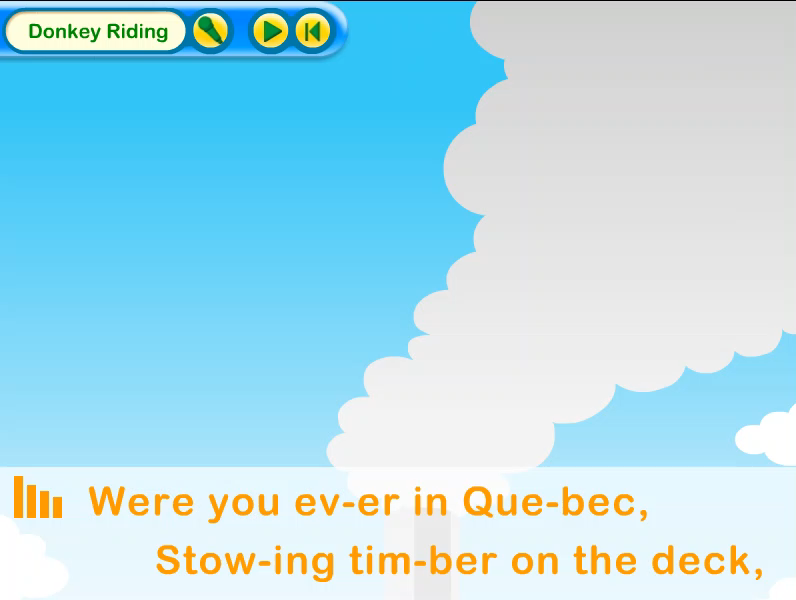 Donkey Riding
Were you ev-er in Que-bec,
Stow-ing tim-ber on the deck,